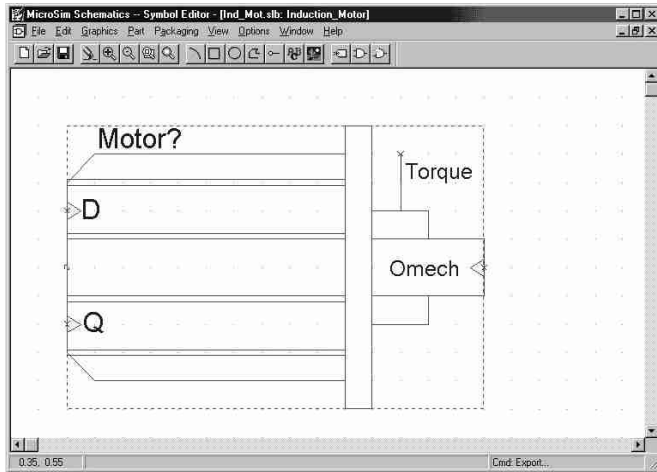 MicroSim Schematics -- Symbol Editor - [Ind_Mot.slb: Induction_Motor]
File Edit Graphics Part Packaging View Options Window Help
Motor?
Torque
D
Omech
Q
0.35, 0.55
Cmd: Export...